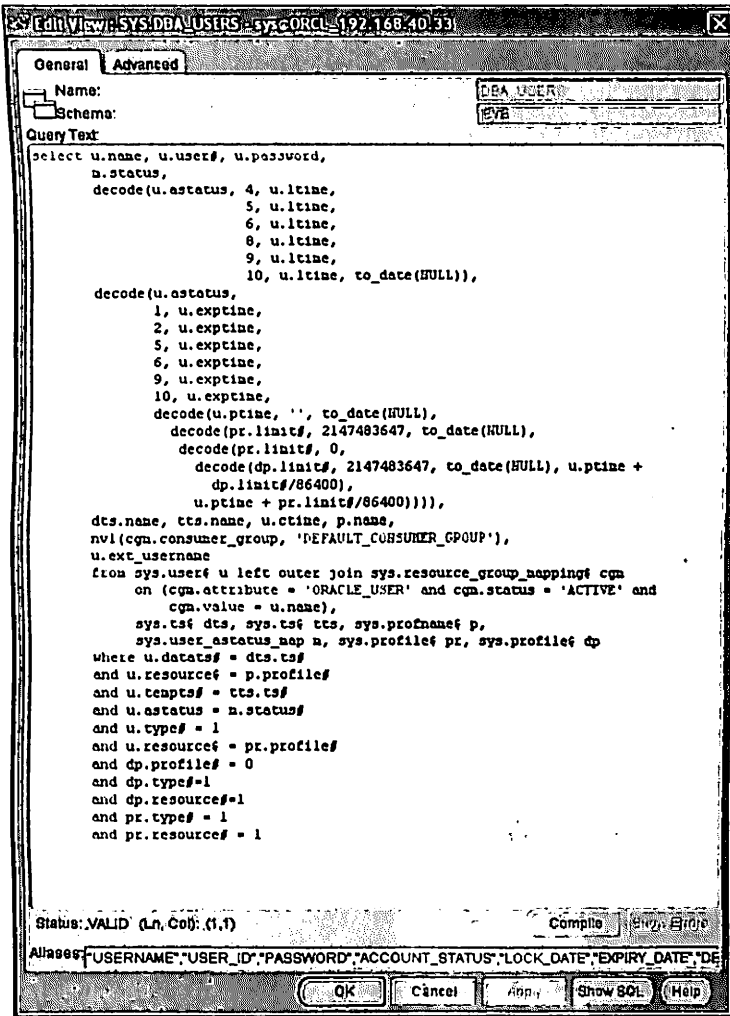 Edit View : SYS.DBA_USERS - sys@ORCL_192.168.40.33
General Advanced
Name: DBA_USER
Schema: SYS
Query Text
select u.name, u.user#, u.password,
m.status,
decode(u.astatus, 4, u.ltime,
5, u.ltime,
6, u.ltime,
8, u.ltime,
9, u.ltime,
10, u.ltime, to_date(NULL)),
decode(u.astatus,
1, u.exptime,
2, u.exptime,
5, u.exptime,
6, u.exptime,
9, u.exptime,
10, u.exptime,
decode(u.ptime, '', to_date(NULL),
decode(pr.limit#, 2147483647, to_date(NULL),
decode(pr.limit#, 0,
decode(dp.limit#, 2147483647, to_date(NULL), u.ptime +
dp.limit#/86400),
u.ptime + pr.limit#/86400)))),
dts.name, tts.name, u.ctime, p.name,
nvl(cgm.consumer_group, 'DEFAULT_CONSUMER_GROUP'),
u.ext_username
from sys.user$ u left outer join sys.resource_group_mapping$ cgm
on (cgm.attribute = 'ORACLE_USER' and cgm.status = 'ACTIVE' and
cgm.value = u.name),
sys.ts$ dts, sys.ts$ tts, sys.profname$ p,
sys.user_astatus_map m, sys.profile$ pr, sys.profile$ dp
where u.datats# = dts.ts#
and u.resource$ = p.profile#
and u.tempts# = tts.ts#
and u.astatus = m.status#
and u.type# = 1
and u.resource$ = pr.profile#
and dp.profile# = 0
and dp.type#=1
and dp.resource#=1
and pr.type# = 1
and pr.resource# = 1
Status: VALID (Ln, Col): (1,1) Compile Show Errors
Aliases: "USERNAME","USER_ID","PASSWORD","ACCOUNT_STATUS","LOCK_DATE","EXPIRY_DATE","DE
OK Cancel Apply Show SQL Help